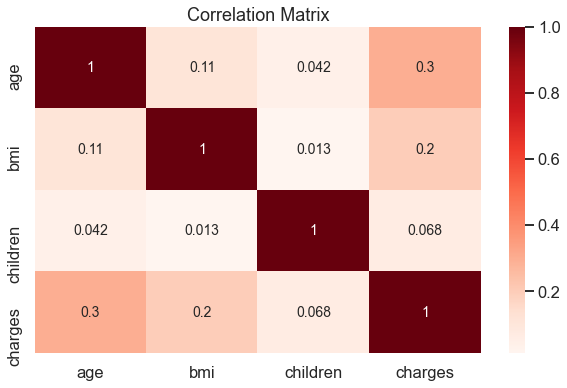 Correlation Matrix
age 1 0.11 0.042 0.3
bmi 0.11 1 0.013 0.2
children 0.042 0.013 1 0.068
charges 0.3 0.2 0.068 1
age bmi children charges
1.0
0.8
0.6
0.4
0.2